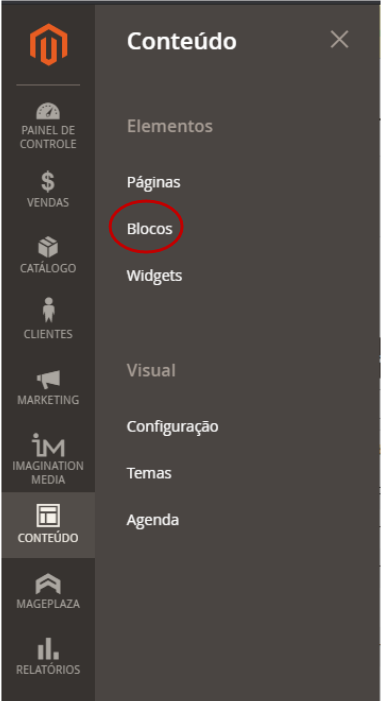 PAINEL DE
CONTROLE
VENDAS
CATÁLOGO
CLIENTES
MARKETING
iM
IMAGINATION
MEDIA
CONTEÚDO
MAGEPLAZA
RELATÓRIOS
Conteúdo
Elementos
Páginas
Blocos
Widgets
Visual
Configuração
Temas
Agenda